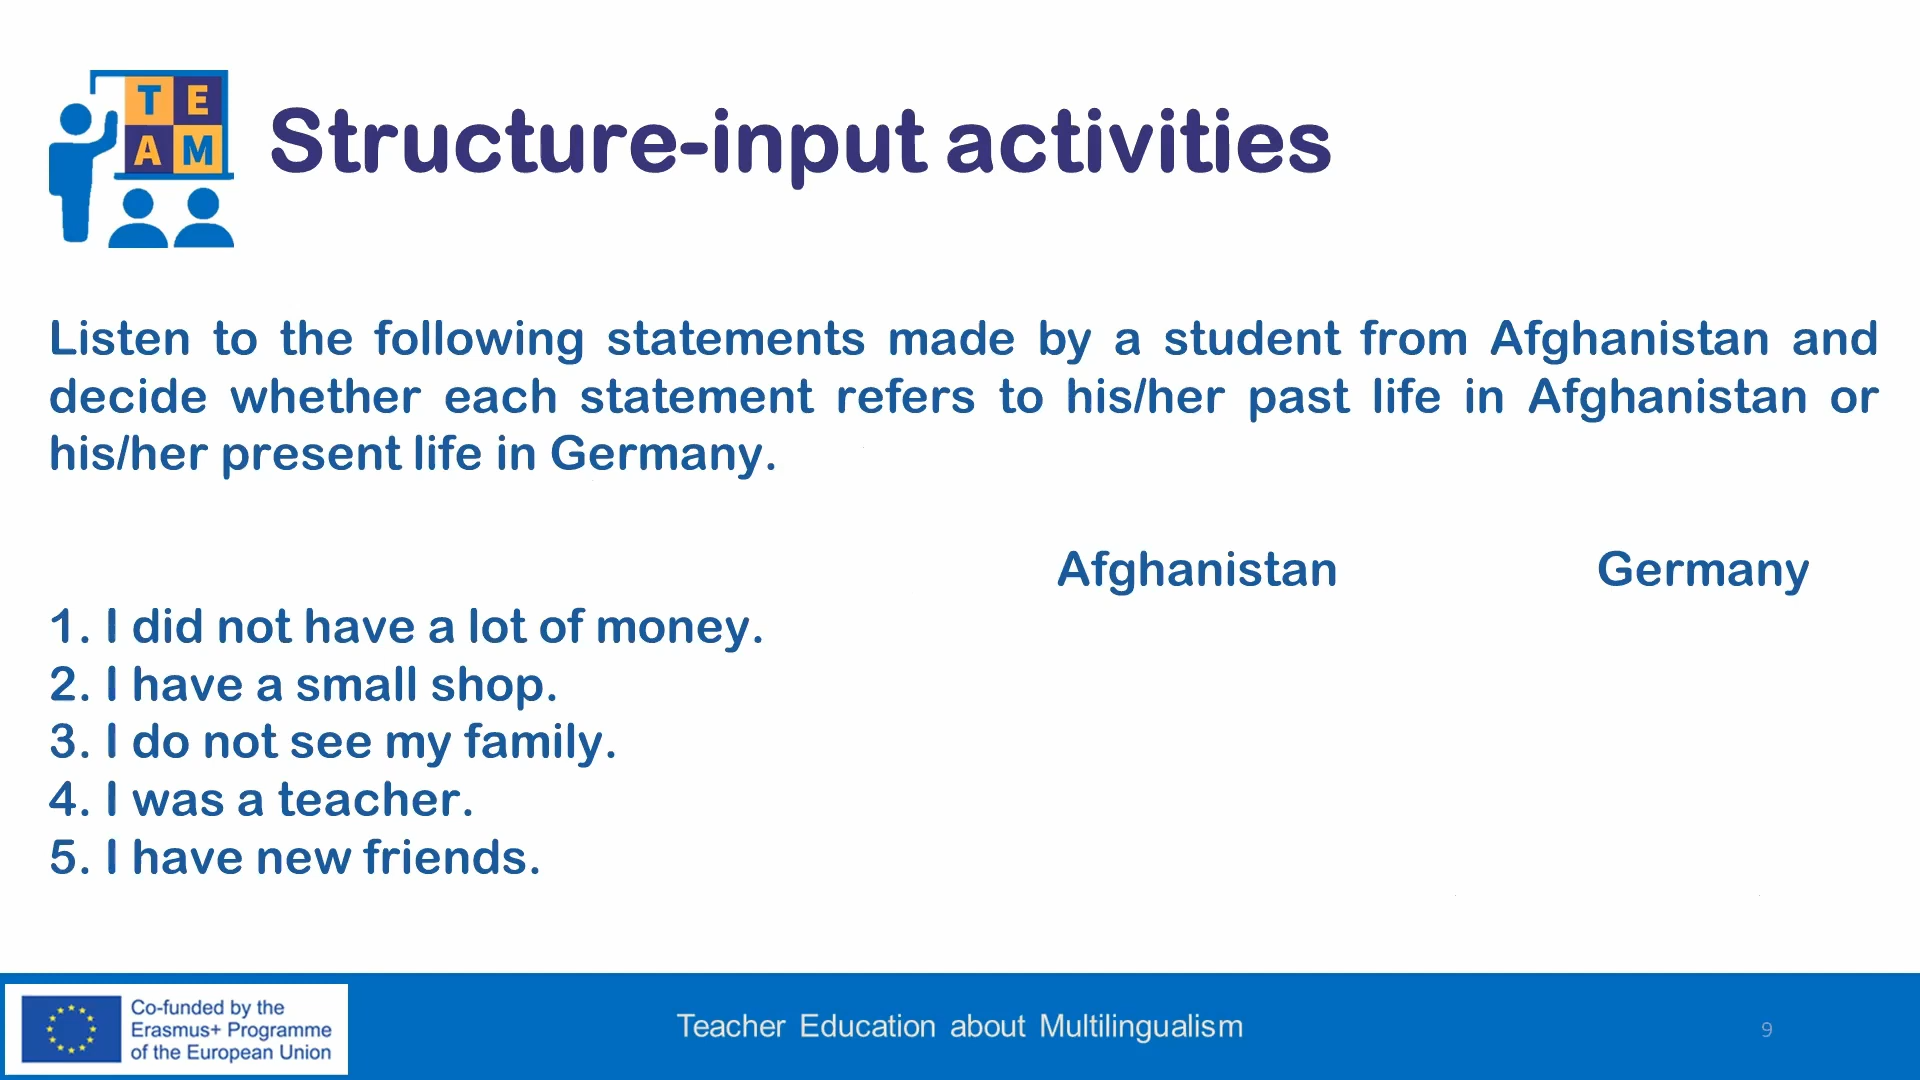 T E
A M
Structure-input activities
Listen to the following statements made by a student from Afghanistan and
decide whether each statement refers to his/her past life in Afghanistan or
his/her present life in Germany.
Afghanistan Germany
1. I did not have a lot of money.
2. I have a small shop.
3. I do not see my family.
4. I was a teacher.
5. I have new friends.
Co-funded by the
Erasmus+ Programme
of the European Union
Teacher Education about Multilingualism
9